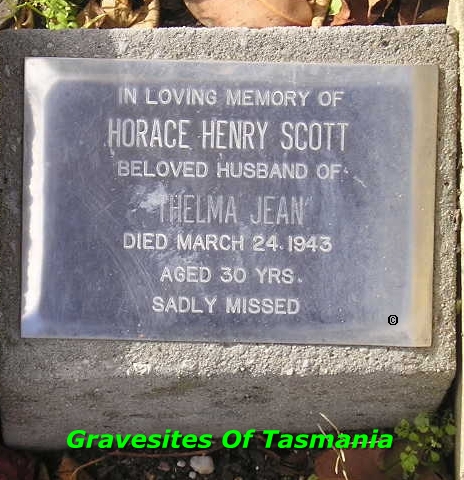 IN LOVING MEMORY OF
HORACE HENRY SCOTT
BELOVED HUSBAND OF
THELMA JEAN
DIED MARCH 24. 1943
AGED 30 YRS.
SADLY MISSED
©
Gravesites Of Tasmania